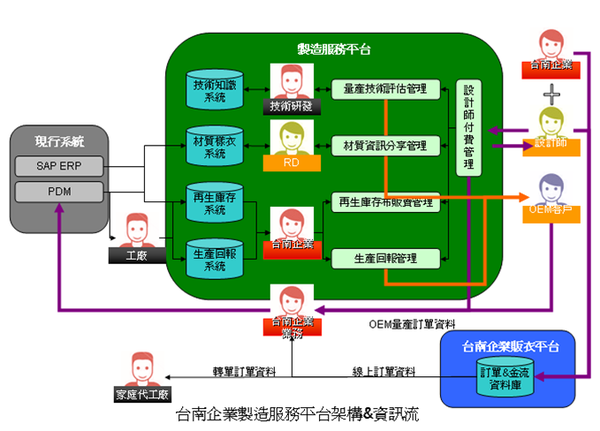 製造服務平台
台南企業
技術知識
系統
技術研發
量產技術評估管理
設計師付費管理
設計師
現行系統
SAP ERP
PDM
材質樣衣
系統
RD
材質資訊分享管理
再生庫存
系統
台南企業
再生庫存布販賣管理
OEM客戶
工廠
生產回報
系統
生產回報管理
台南企業
業務
OEM量產訂單資料
台南企業販衣平台
訂單&金流
資料庫
轉單訂單資料
線上訂單資料
家庭代工廠
台南企業製造服務平台架構&資訊流